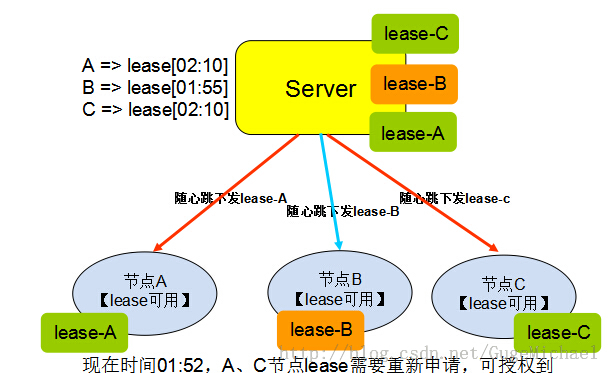 lease-C
A => lease[02:10]
B => lease[01:55]
C => lease[02:10]
Server
lease-B
lease-A
随心跳下发lease-A
随心跳下发lease-B
随心跳下发lease-c
节点A
【lease可用】
节点B
【lease可用】
节点C
【lease可用】
lease-A
lease-B
lease-C
http://blog.csdn.net/GugeMichael
现在时间01:52，A、C节点lease需要重新申请，可授权到